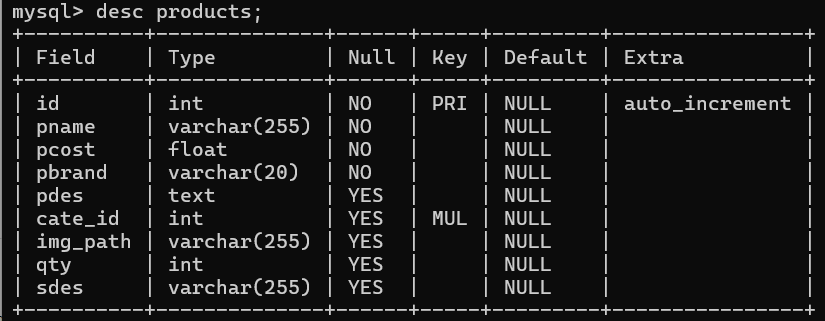 mysql> desc products;
+----------+--------------+------+-----+---------+----------------+
| Field    | Type         | Null | Key | Default | Extra          |
+----------+--------------+------+-----+---------+----------------+
| id       | int          | NO   | PRI | NULL    | auto_increment |
| pname    | varchar(255) | NO   |     | NULL    |                |
| pcost    | float        | NO   |     | NULL    |                |
| pbrand   | varchar(20)  | NO   |     | NULL    |                |
| pdes     | text         | YES  |     | NULL    |                |
| cate_id  | int          | YES  | MUL | NULL    |                |
| img_path | varchar(255) | YES  |     | NULL    |                |
| qty      | int          | YES  |     | NULL    |                |
| sdes     | varchar(255) | YES  |     | NULL    |                |
+----------+--------------+------+-----+---------+----------------+